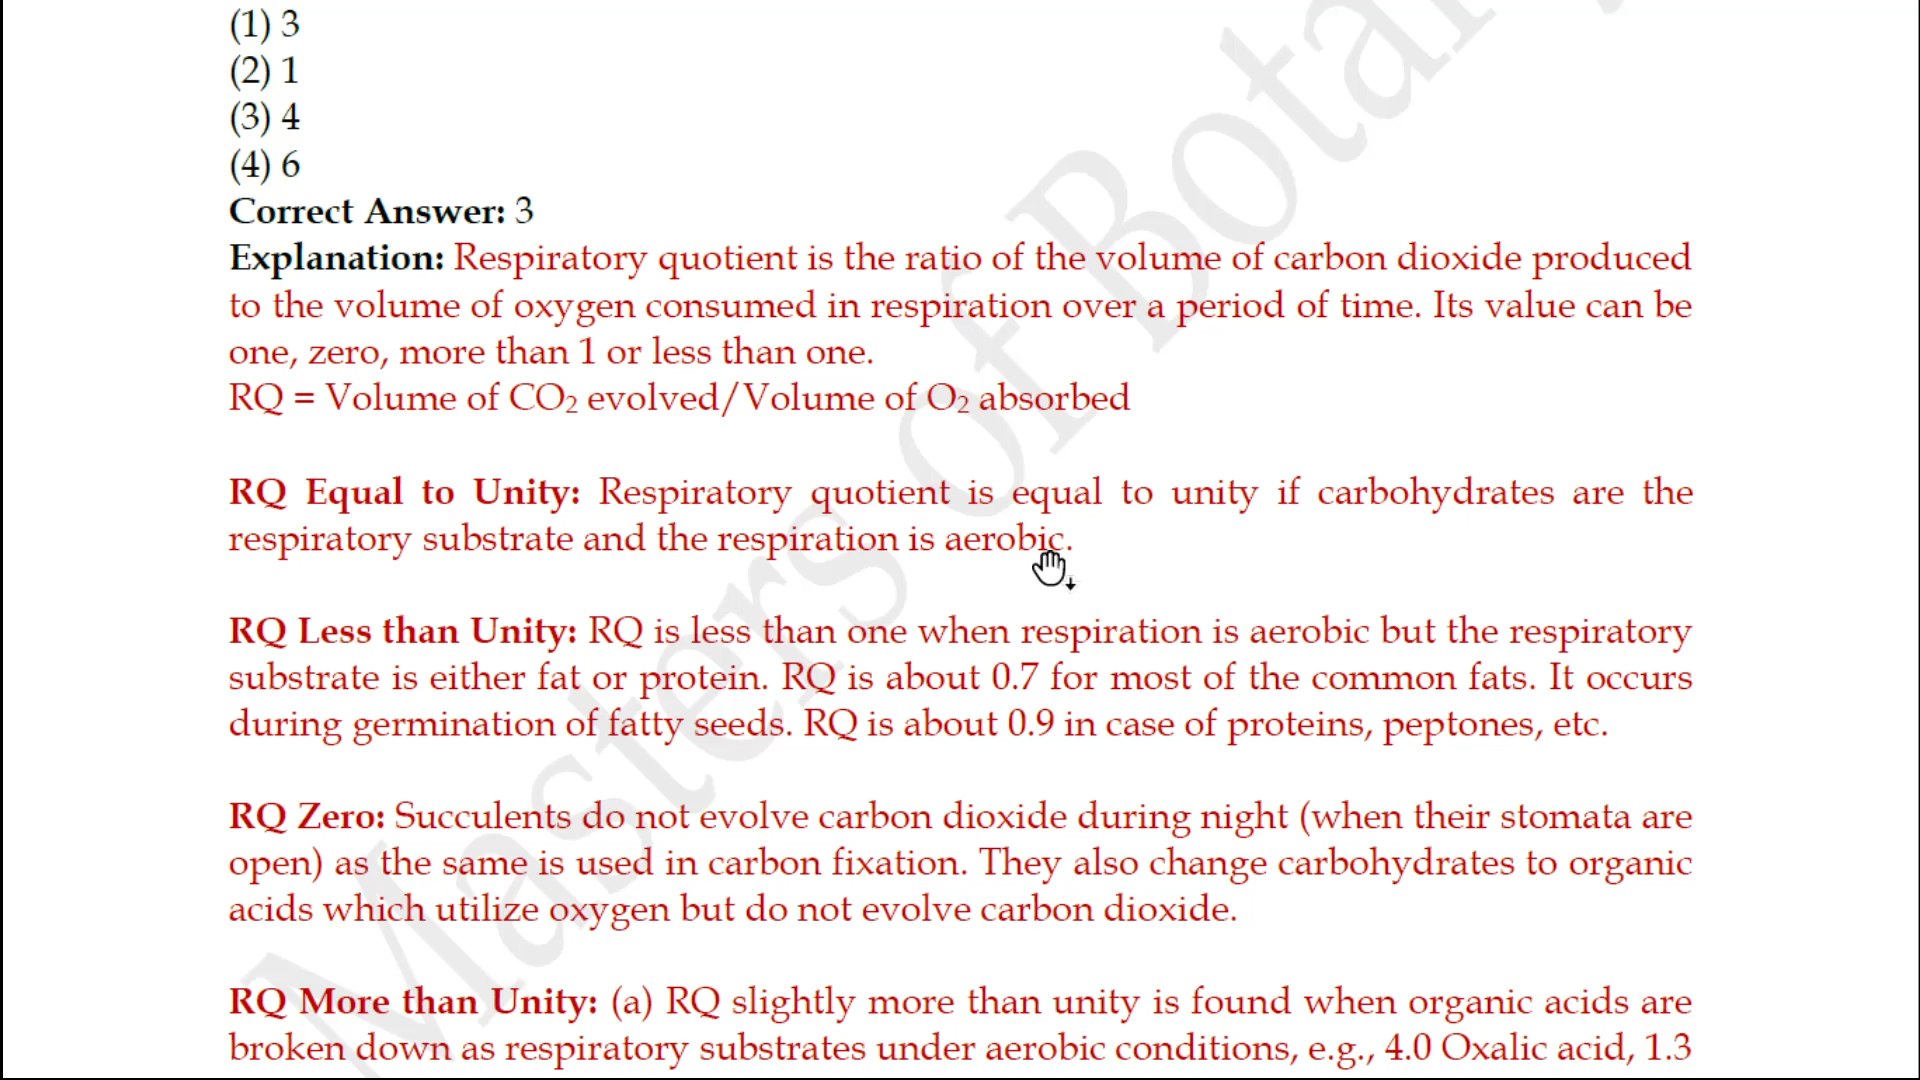 (1) 3
(2) 1
(3) 4
(4) 6
Correct Answer: 3
Explanation: Respiratory quotient is the ratio of the volume of carbon dioxide produced
to the volume of oxygen consumed in respiration over a period of time. Its value can be
one, zero, more than 1 or less than one.
RQ = Volume of CO₂ evolved/Volume of O₂ absorbed
RQ Equal to Unity: Respiratory quotient is equal to unity if carbohydrates are the
respiratory substrate and the respiration is aerobic.
RQ Less than Unity: RQ is less than one when respiration is aerobic but the respiratory
substrate is either fat or protein. RQ is about 0.7 for most of the common fats. It occurs
during germination of fatty seeds. RQ is about 0.9 in case of proteins, peptones, etc.
RQ Zero: Succulents do not evolve carbon dioxide during night (when their stomata are
open) as the same is used in carbon fixation. They also change carbohydrates to organic
acids which utilize oxygen but do not evolve carbon dioxide.
RQ More than Unity: (a) RQ slightly more than unity is found when organic acids are
broken down as respiratory substrates under aerobic conditions, e.g., 4.0 Oxalic acid, 1.3
Masters of Botany